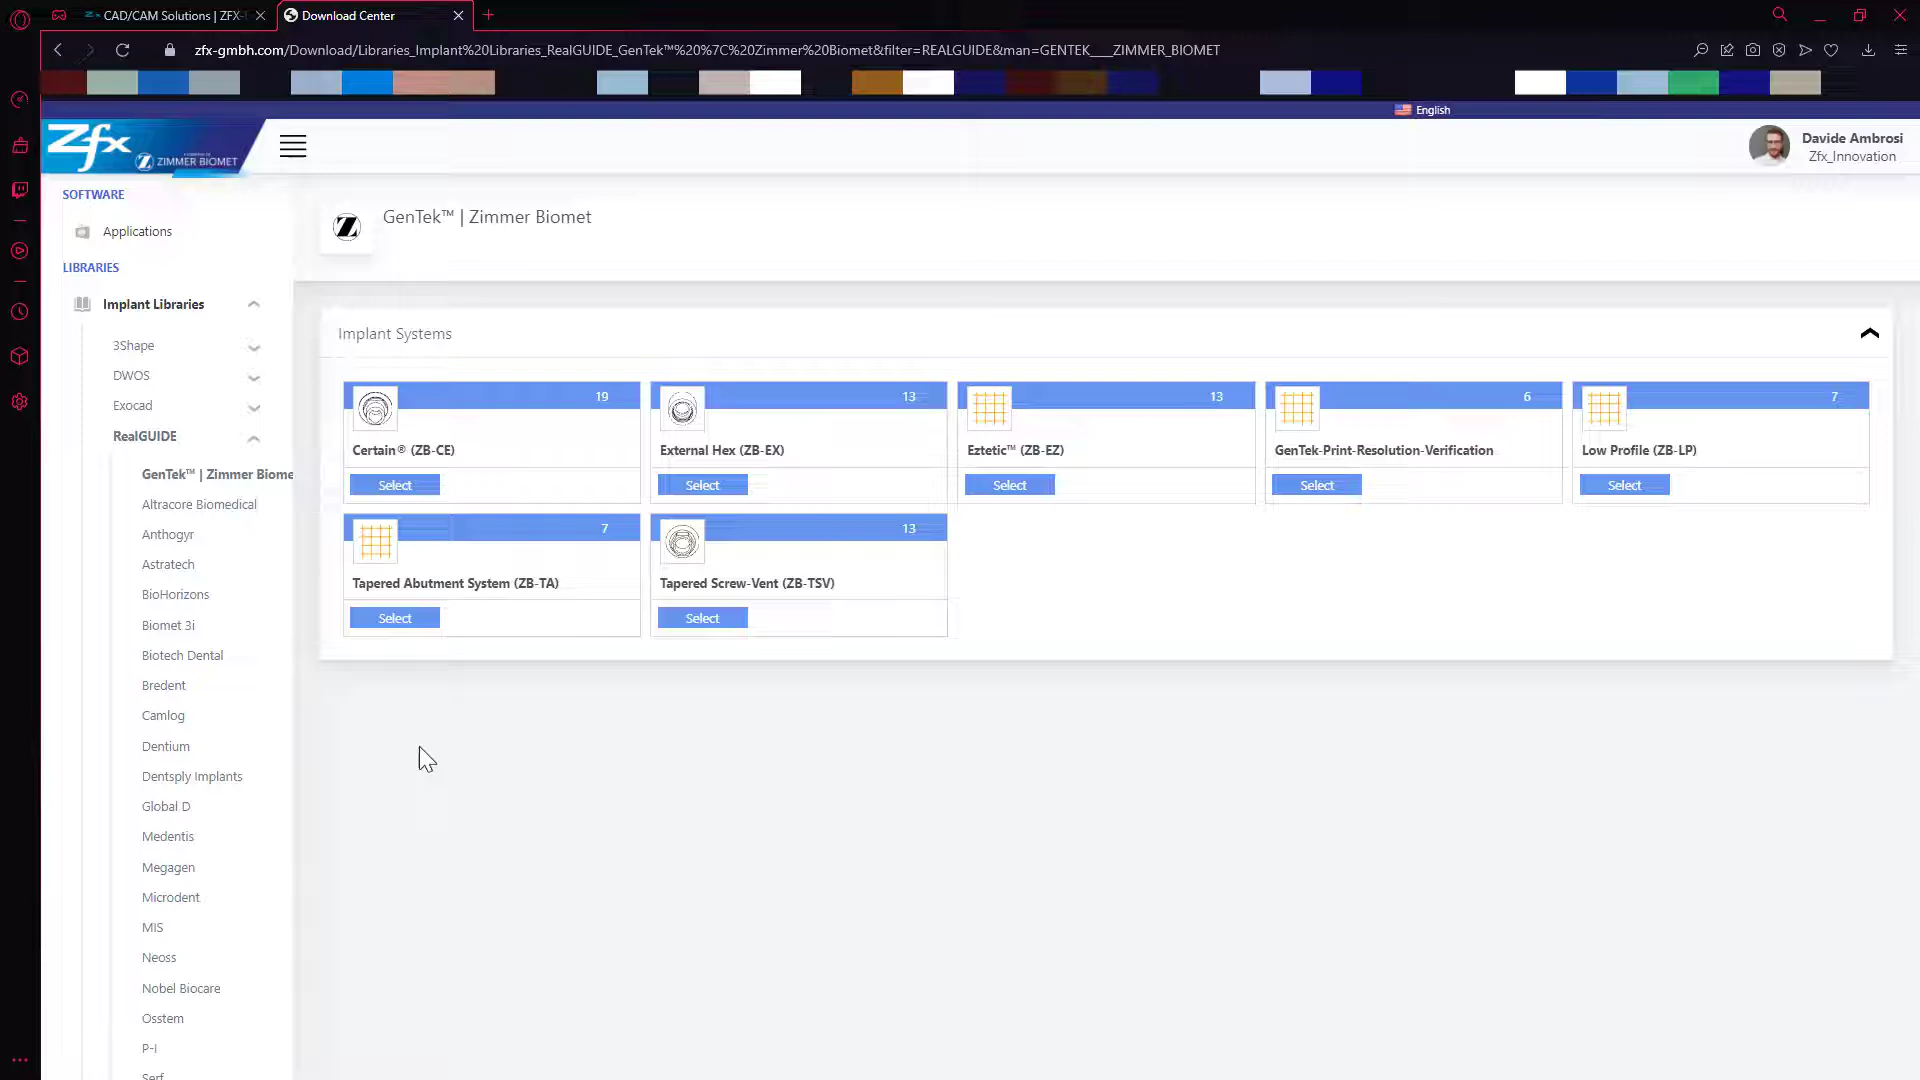 CAD/CAM Solutions | ZFX-
Download Center
zfx-gmbh.com/Download/Libraries_Implant%20Libraries_RealGUIDE_GenTek™%20%7C%20Zimmer%20Biomet&filter=REALGUIDE&man=GENTEK___ZIMMER_BIOMET
English
Zfx
ZIMMER BIOMET
Davide Ambrosi
Zfx_Innovation
SOFTWARE
Applications
LIBRARIES
Implant Libraries
3Shape
DWOS
Exocad
RealGUIDE
GenTek™ | Zimmer Biome
Altracore Biomedical
Anthogyr
Astratech
BioHorizons
Biomet 3i
Biotech Dental
Bredent
Camlog
Dentium
Dentsply Implants
Global D
Medentis
Megagen
Microdent
MIS
Neoss
Nobel Biocare
Osstem
P-I
Serf
GenTek™ | Zimmer Biomet
Implant Systems
19
Certain® (ZB-CE)
Select
13
External Hex (ZB-EX)
Select
13
Eztetic™ (ZB-EZ)
Select
6
GenTek-Print-Resolution-Verification
Select
7
Low Profile (ZB-LP)
Select
7
Tapered Abutment System (ZB-TA)
Select
13
Tapered Screw-Vent (ZB-TSV)
Select